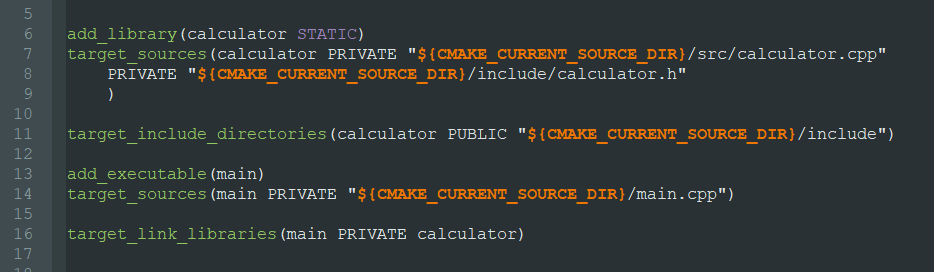 5
6 add_library(calculator STATIC)
7 target_sources(calculator PRIVATE "${CMAKE_CURRENT_SOURCE_DIR}/src/calculator.cpp"
8     PRIVATE "${CMAKE_CURRENT_SOURCE_DIR}/include/calculator.h"
9     )
10
11 target_include_directories(calculator PUBLIC "${CMAKE_CURRENT_SOURCE_DIR}/include")
12
13 add_executable(main)
14 target_sources(main PRIVATE "${CMAKE_CURRENT_SOURCE_DIR}/main.cpp")
15
16 target_link_libraries(main PRIVATE calculator)
17